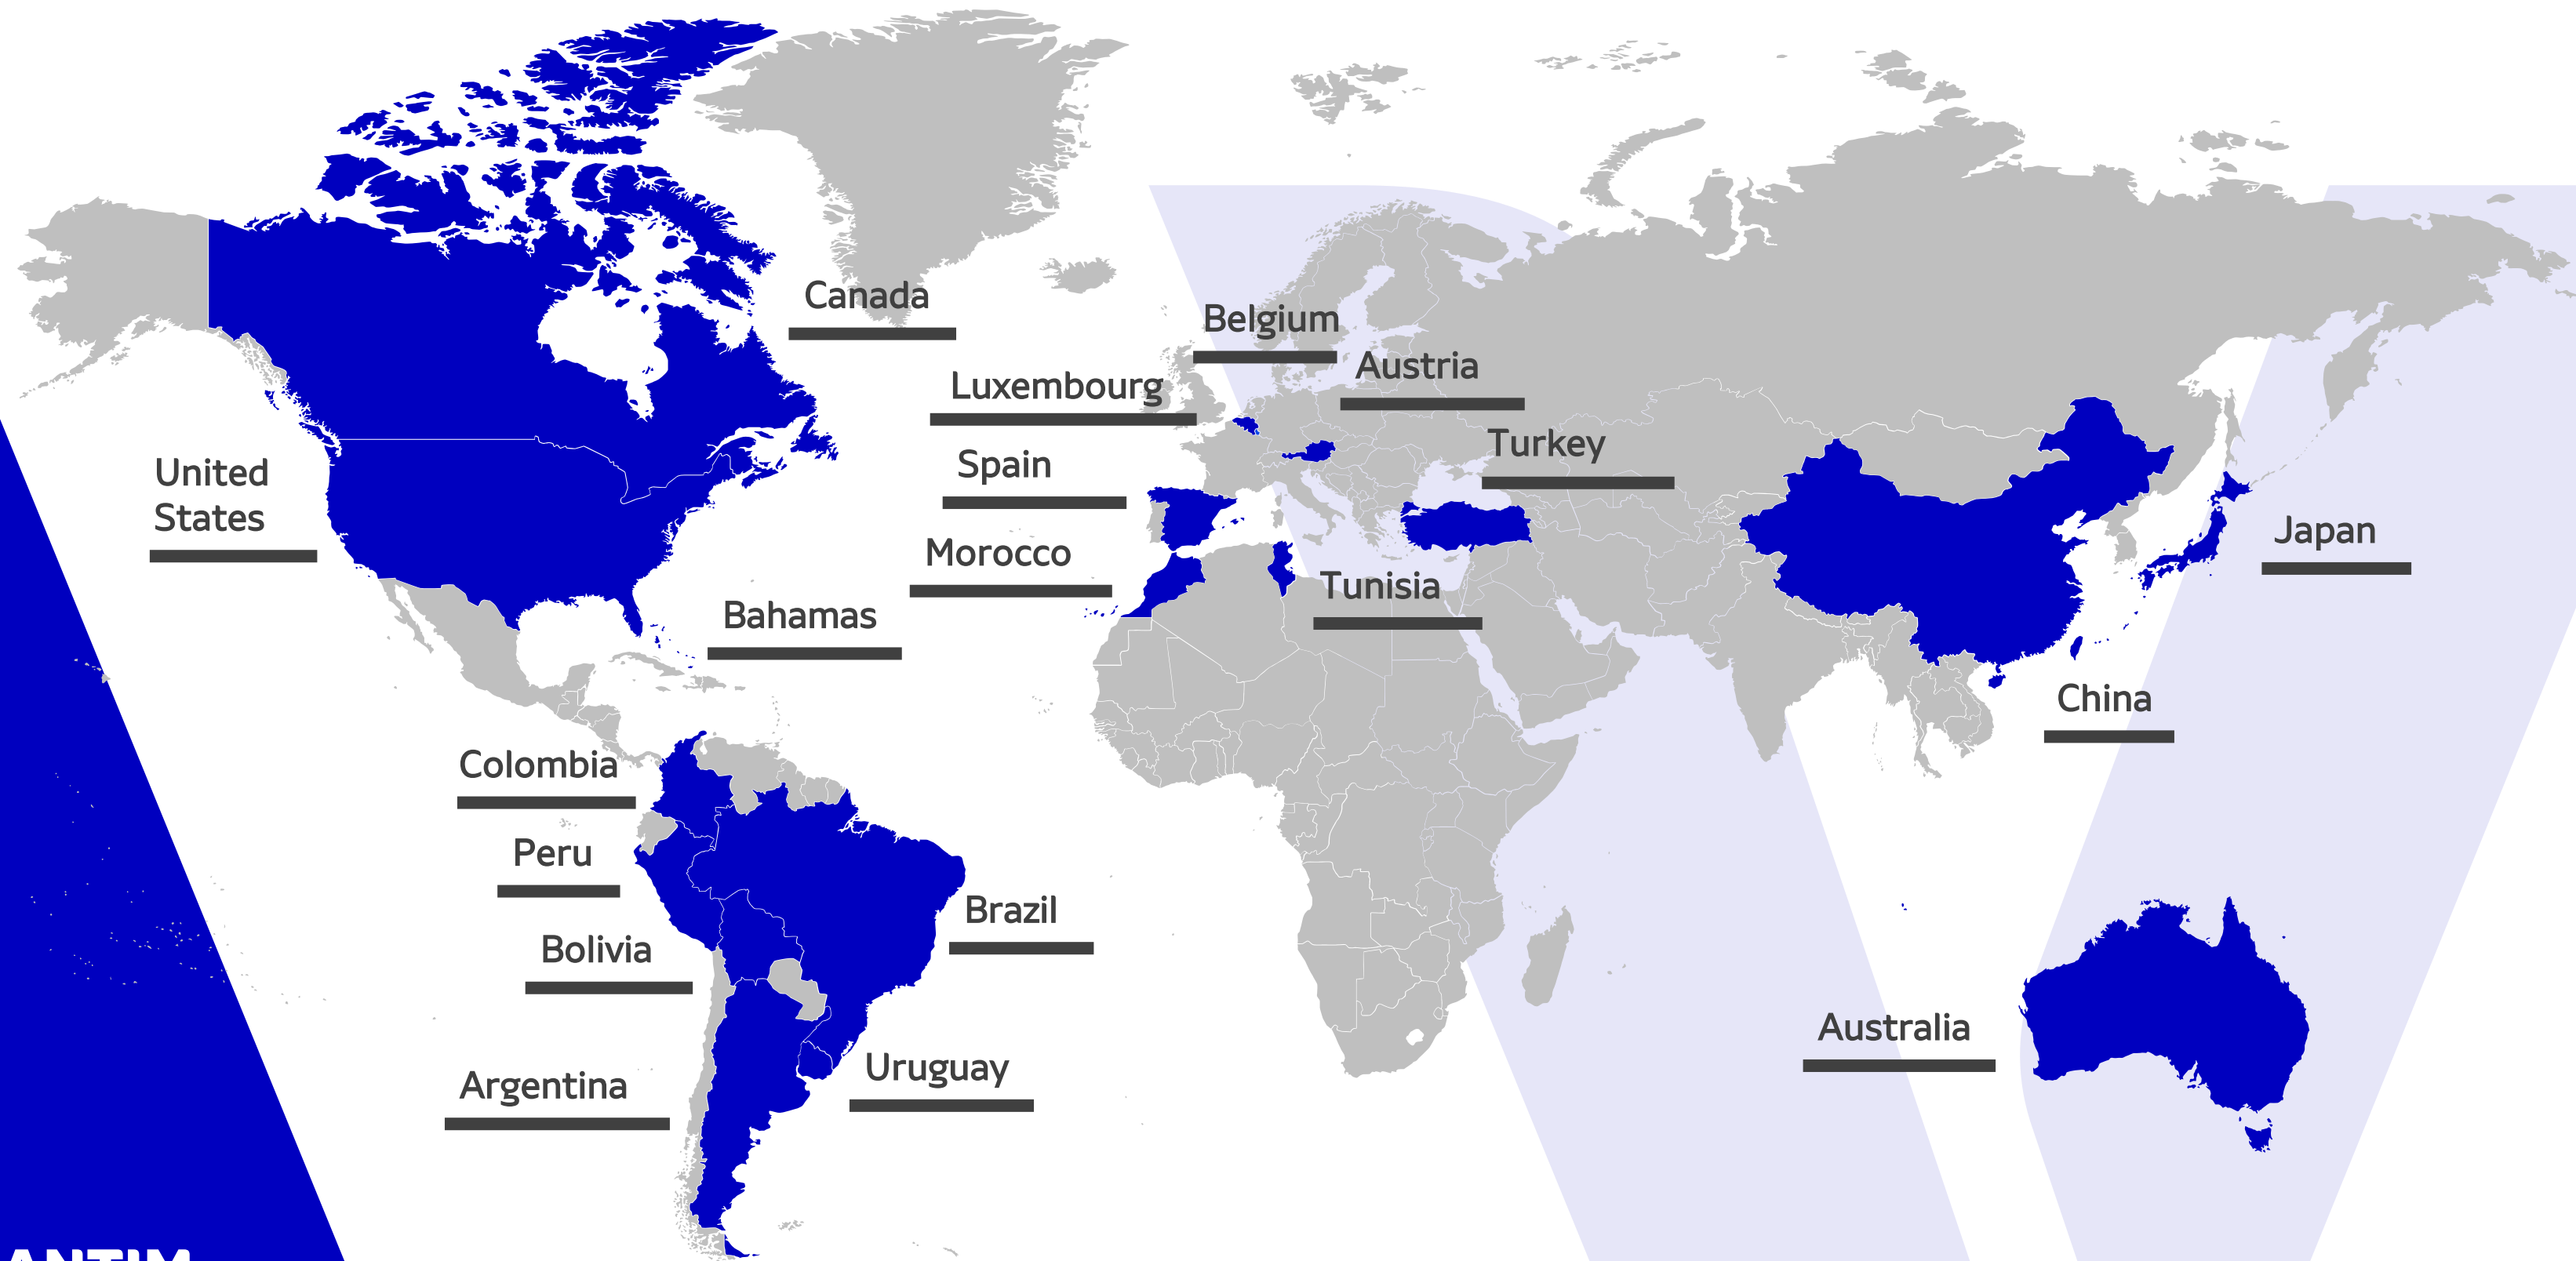 Canada
Belgium
Austria
Luxembourg
Turkey
Spain
United
States
Japan
Morocco
Tunisia
Bahamas
China
Colombia
Peru
Brazil
Bolivia
Australia
Uruguay
Argentina
ANTIM